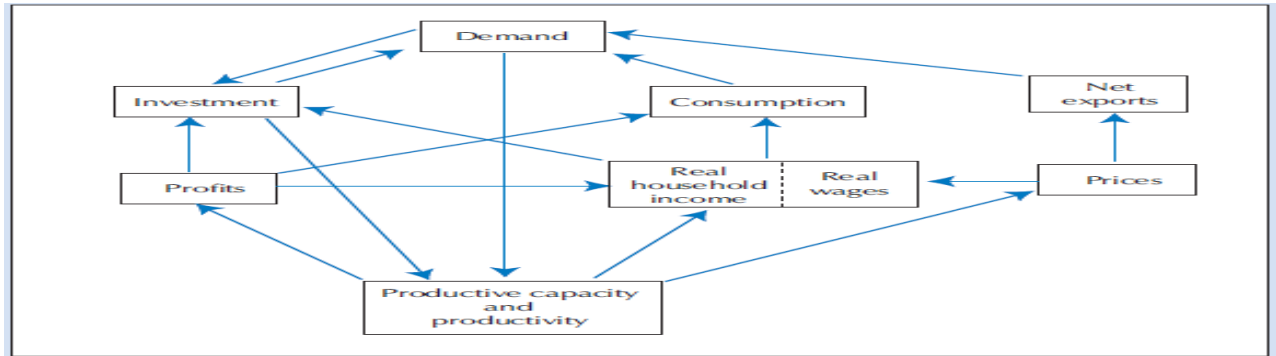 Demand
Investment
Consumption
Net
exports
Profits
Real
household
income
Real
wages
Prices
Productive capacity
and
productivity